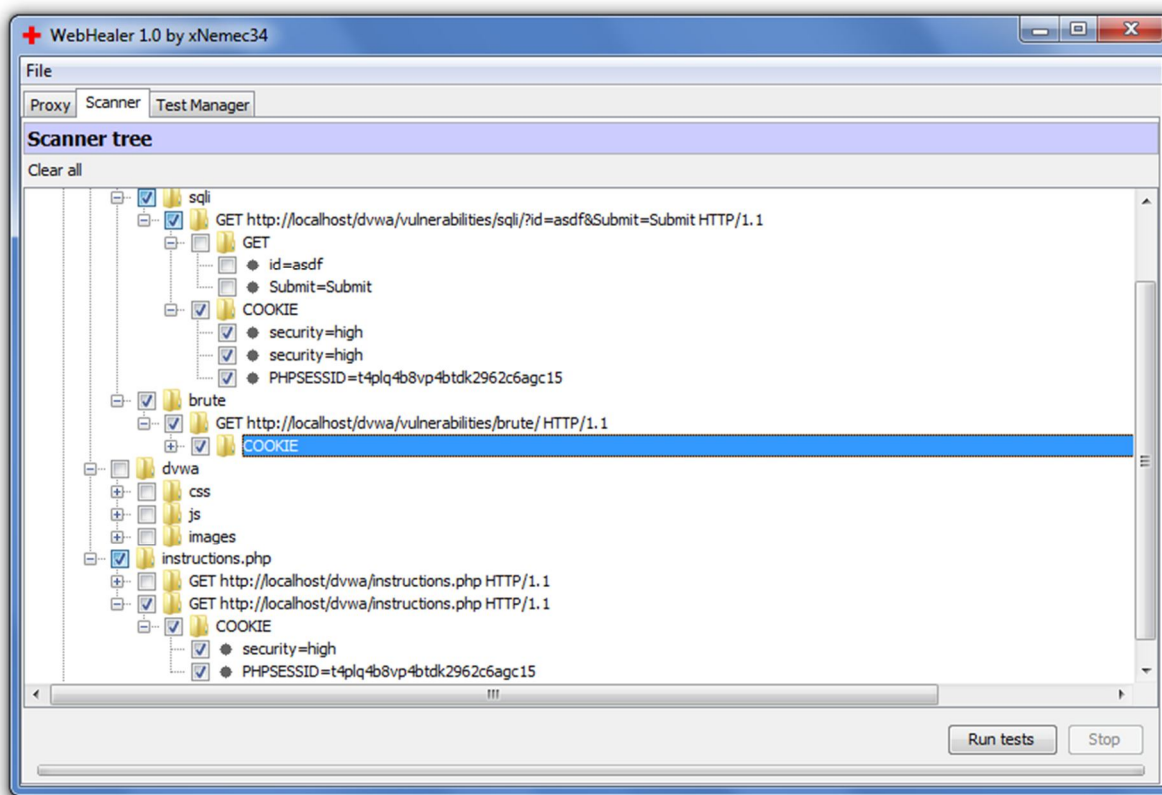 WebHealer 1.0 by xNemec34
File
Proxy Scanner Test Manager
Scanner tree
Clear all
sqli
GET http://localhost/dvwa/vulnerabilities/sqli/?id=asdf&Submit=Submit HTTP/1.1
GET
id=asdf
Submit=Submit
COOKIE
security=high
security=high
PHPSESSID=t4plq4b8vp4btdk2962c6agc15
brute
GET http://localhost/dvwa/vulnerabilities/brute/ HTTP/1.1
COOKIE
dvwa
css
js
images
instructions.php
GET http://localhost/dvwa/instructions.php HTTP/1.1
GET http://localhost/dvwa/instructions.php HTTP/1.1
COOKIE
security=high
PHPSESSID=t4plq4b8vp4btdk2962c6agc15
Run tests Stop